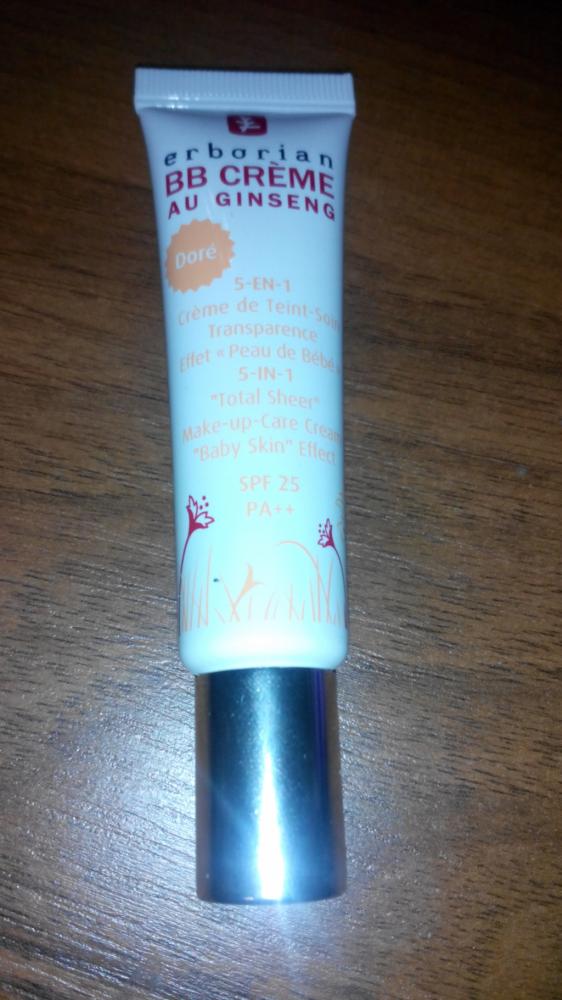 erborian
BB CRÈME
AU GINSENG
Doré
5-EN-1
Crème de Teint-Soin
Transparence
Effet « Peau de Bébé »
5-IN-1
"Total Sheer"
Make-up-Care Cream
"Baby Skin" Effect
SPF 25
PA++